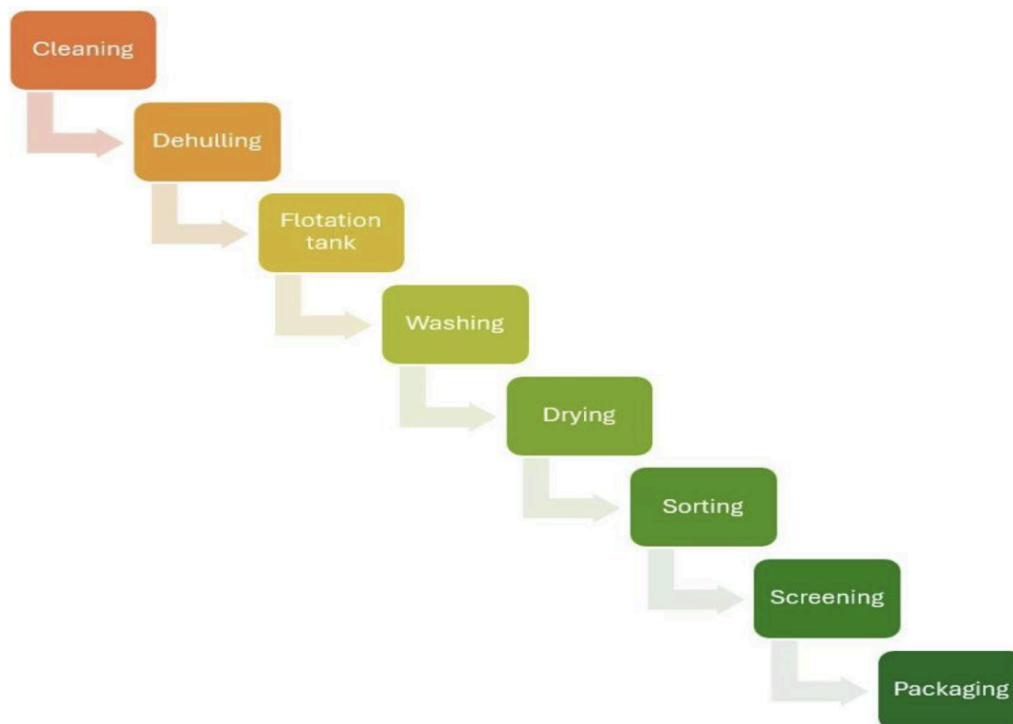 Cleaning
Dehulling
Flotation
tank
Washing
Drying
Sorting
Screening
Packaging